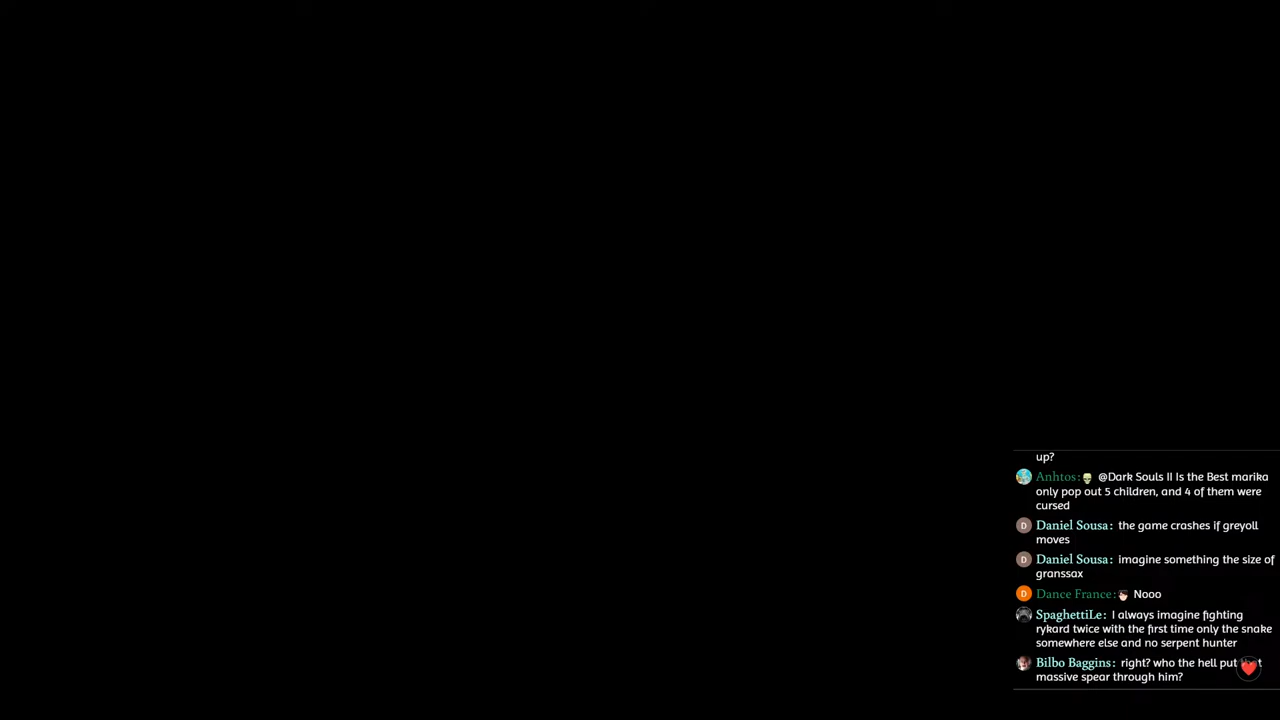 up?
Anhtos: @Dark Souls II Is the Best marika
only pop out 5 children, and 4 of them were
cursed
D Daniel Sousa: the game crashes if greyoll
moves
D Daniel Sousa: imagine something the size of
granssax
D Dance France: Nooo
SpaghettiLe: I always imagine fighting
rykard twice with the first time only the snake
somewhere else and no serpent hunter
Bilbo Baggins: right? who the hell put
massive spear through him?